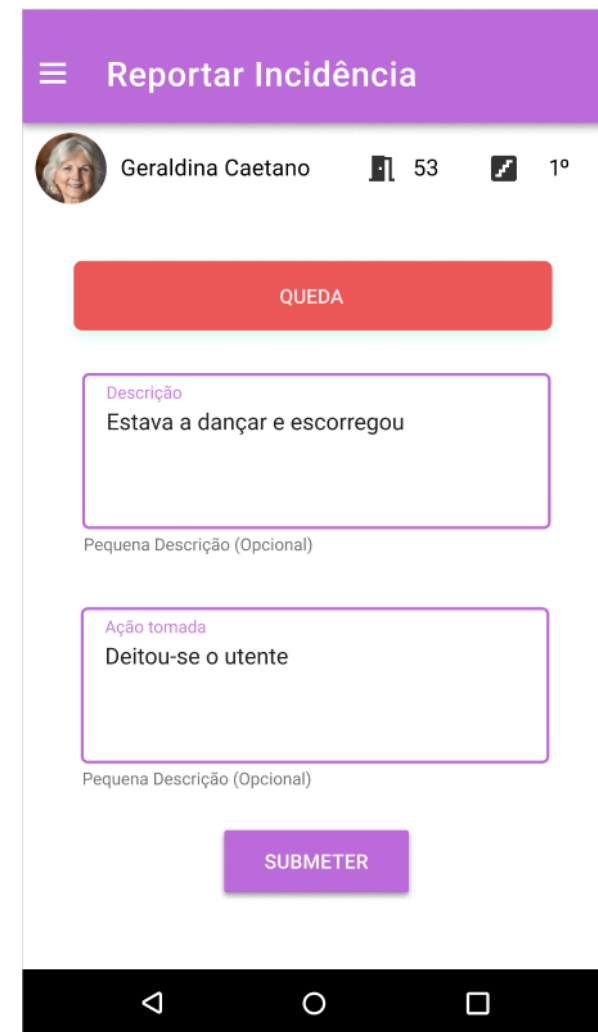 Reportar Incidência
Geraldina Caetano 53 1º
QUEDA
Descrição
Estava a dançar e escorregou
Pequena Descrição (Opcional)
Ação tomada
Deitou-se o utente
Pequena Descrição (Opcional)
SUBMETER